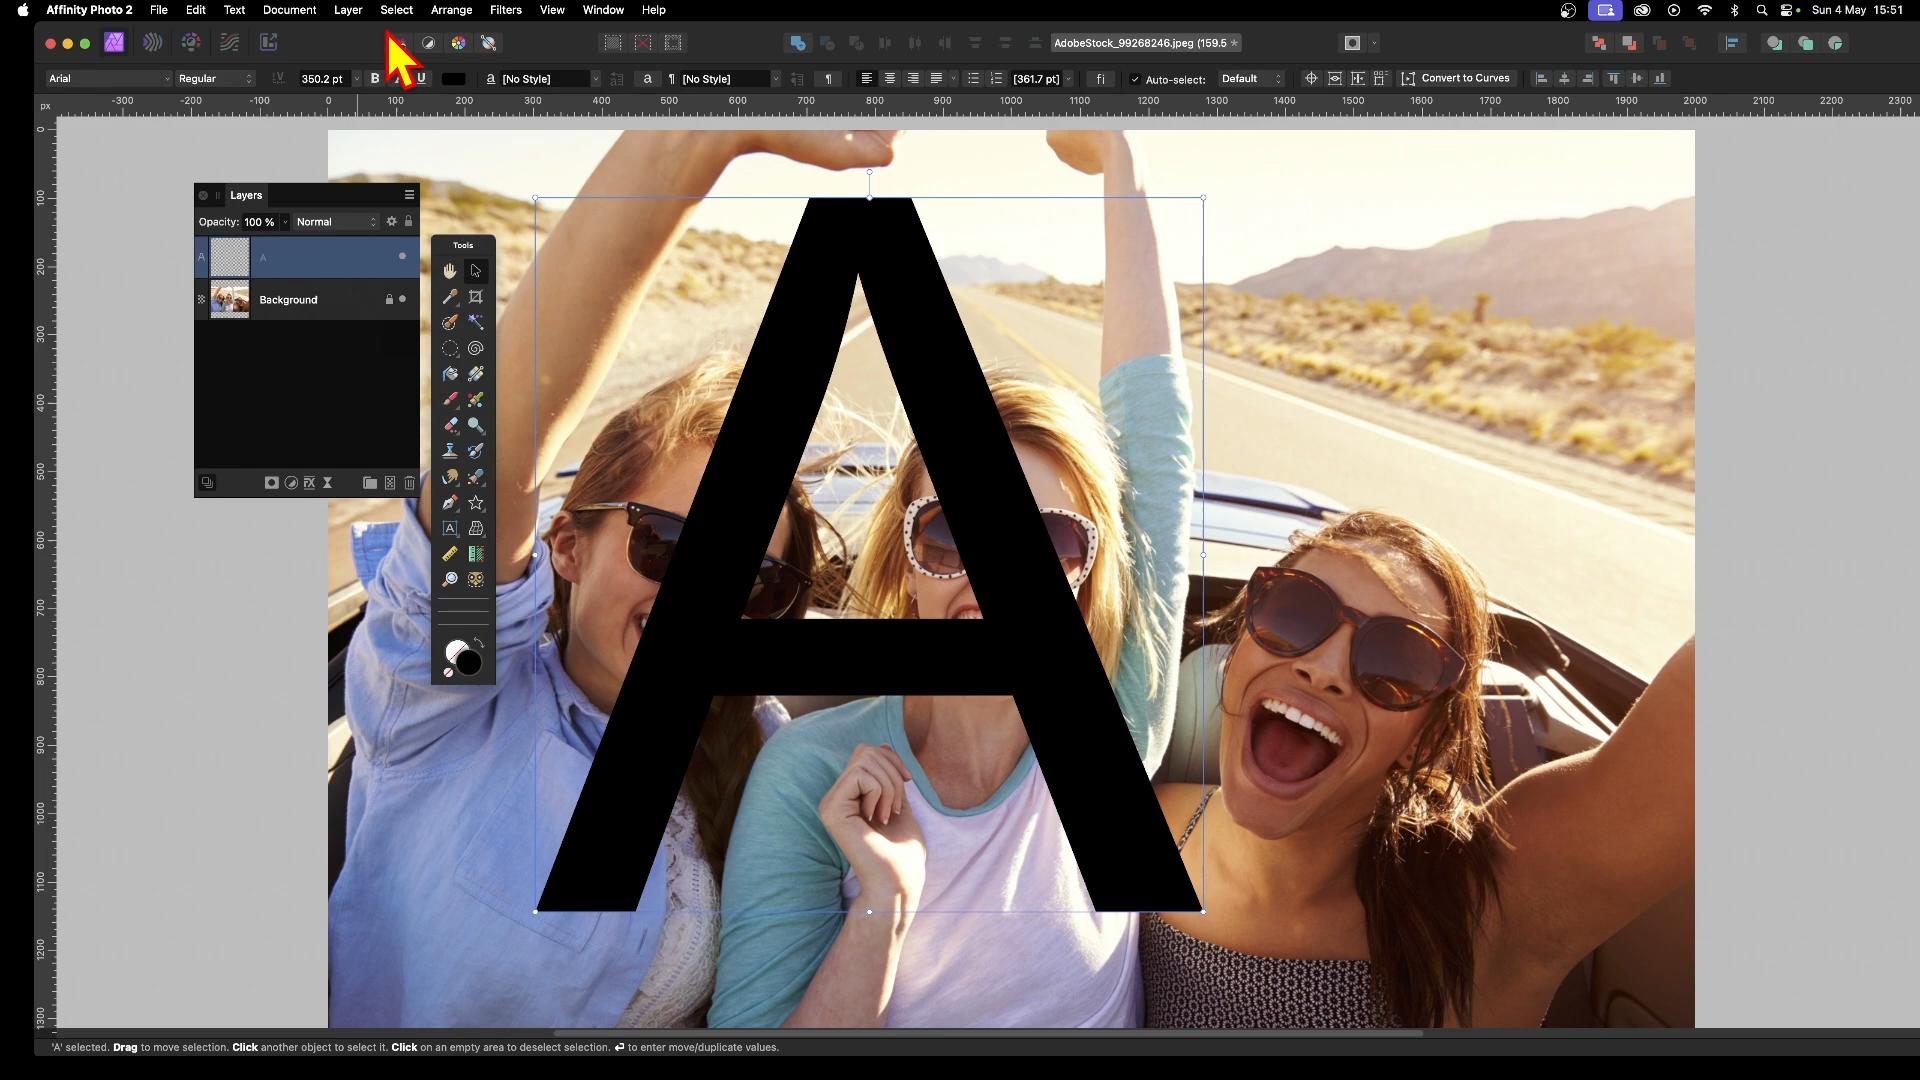 Affinity Photo 2 File Edit Text Document Layer Select Arrange Filters View Window Help Sun 4 May 15:51
AdobeStock_99268246.jpeg (159.5 *
Arial Regular 350.2 pt B U a [No Style] a ¶ [No Style] ¶ [361.7 pt] fi Auto-select: Default Convert to Curves
px -300 -200 -100 0 100 200 300 400 500 600 700 800 900 1000 1100 1200 1300 1400 1500 1600 1700 1800 1900 2000 2100 2200 2300
0 100 200 300 400 500 600 700 800 900 1000 1100 1200 1300
Layers
Opacity: 100 % Normal
A A
Background
Tools
A
A
'A' selected. Drag to move selection. Click another object to select it. Click on an empty area to deselect selection. ⏎ to enter move/duplicate values.